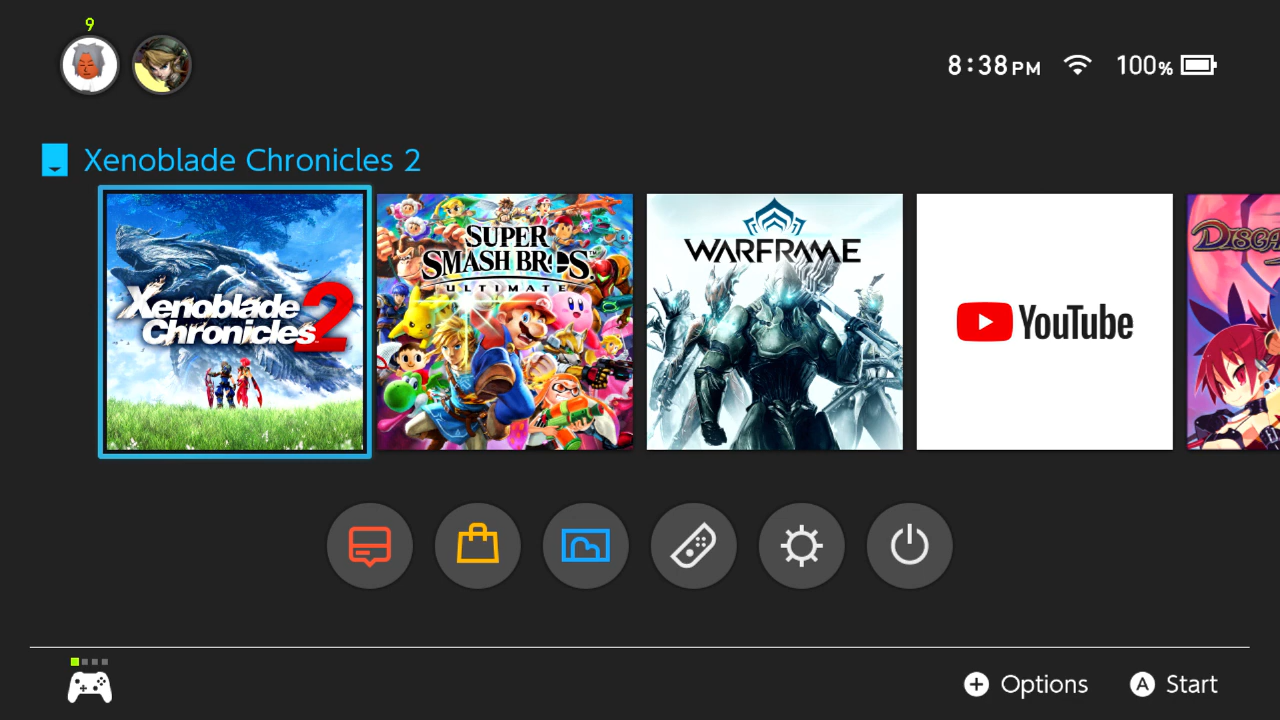 9
8:38PM
100%
Xenoblade Chronicles 2
Xenoblade
Chronicles 2
SUPER
SMASH BROS.
ULTIMATE
WARFRAME
YouTube
Options
A Start